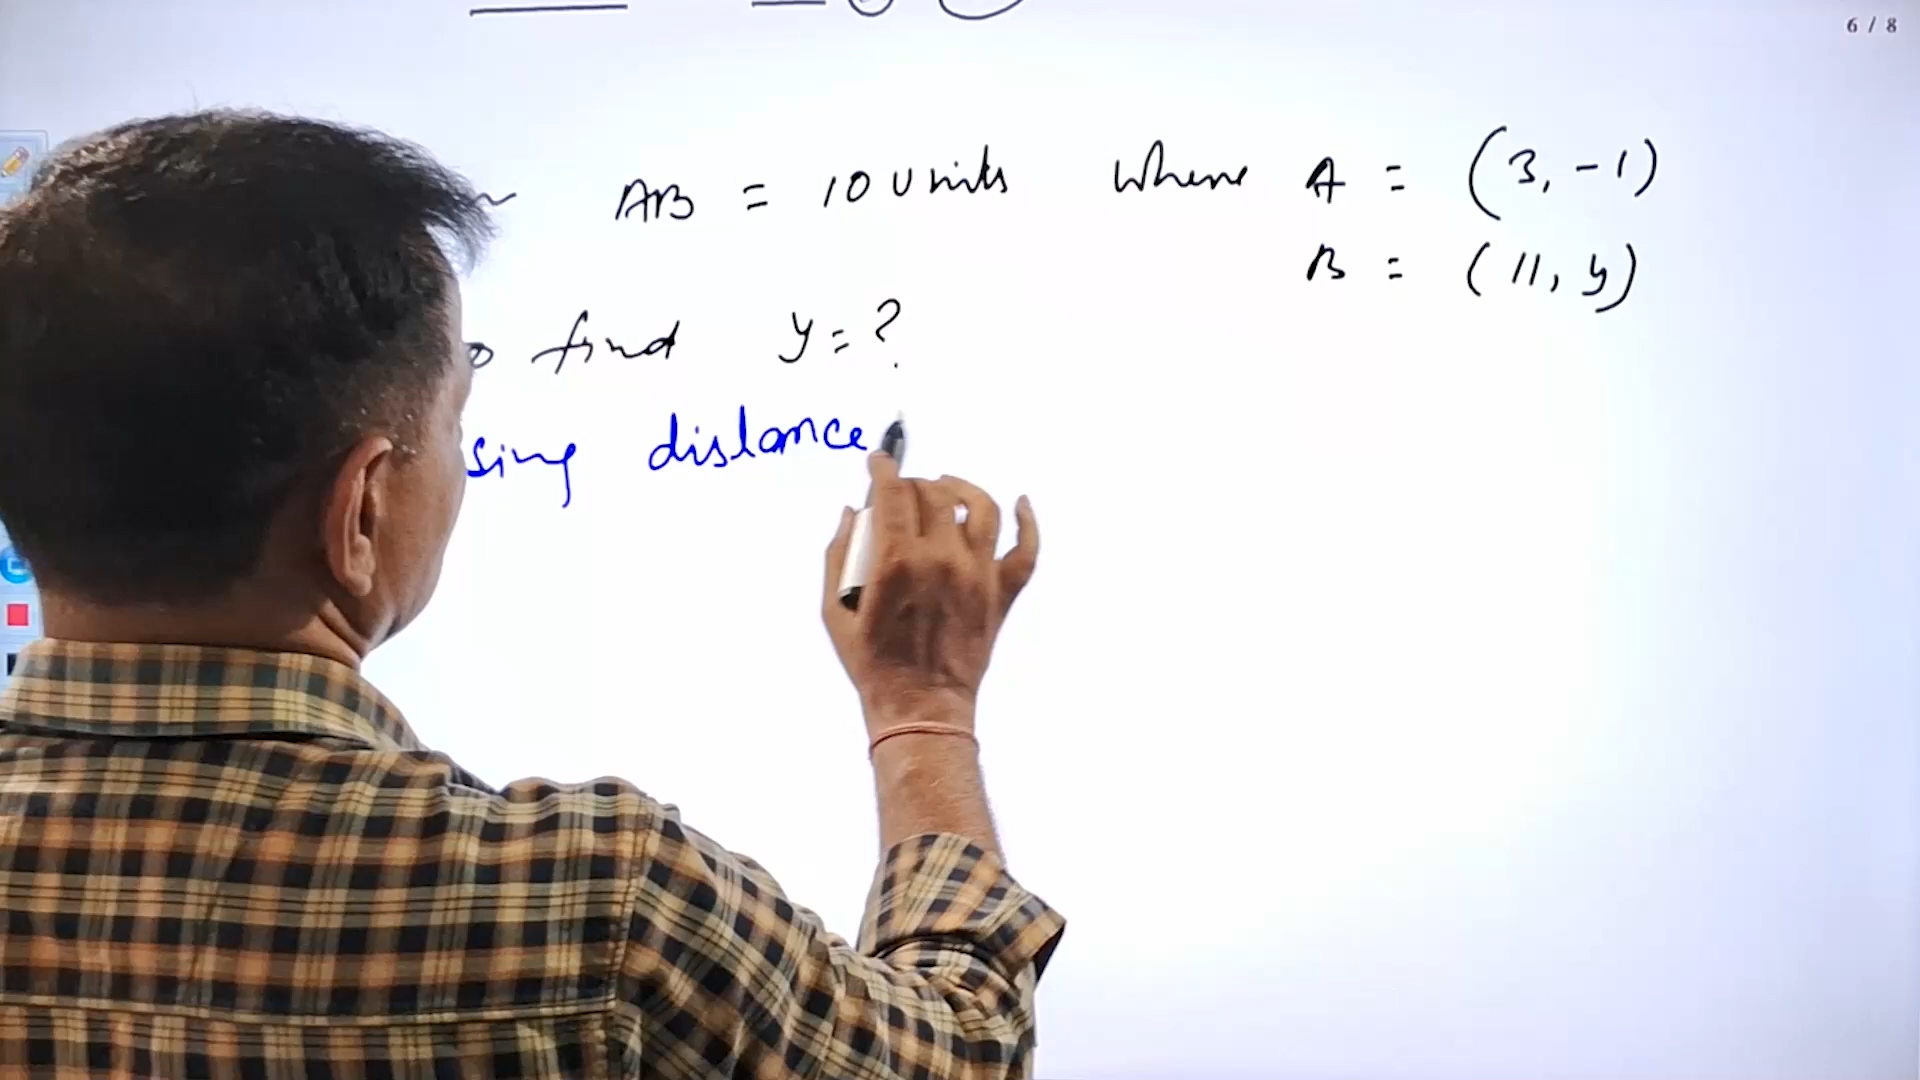 6 / 8
AB = 10 units where A = (3, -1)
B = (11, y)
find y = ?
sing distance